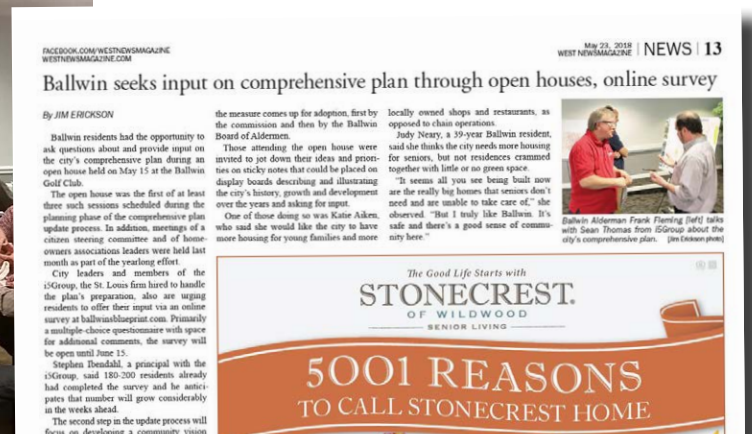 FACEBOOK.COM/WESTNEWSMAGAZINE
WESTNEWSMAGAZINE.COM
May 23, 2018
WEST NEWSMAGAZINE
NEWS
13
Ballwin seeks input on comprehensive plan through open houses, online survey
By JIM ERICKSON
Ballwin residents had the opportunity to
ask questions about and provide input on
the city's comprehensive plan during an
open house held on May 15 at the Ballwin
Golf Club.
The open house was the first of at least
three such sessions scheduled during the
planning phase of the comprehensive plan
update process. In addition, meetings of a
citizen steering committee and of home-
owners associations leaders were held last
month as part of the yearlong effort.
City leaders and members of the
i5Group, the St. Louis firm hired to handle
the plan's preparation, also are urging
residents to offer their input via an online
survey at ballwinsblueprint.com. Primarily
a multiple-choice questionnaire with space
for additional comments, the survey will
be open until June 15.
Stephen Ibendahl, a principal with the
i5Group, said 180-200 residents already
had completed the survey and he antici-
pates that number will grow considerably
in the weeks ahead.
The second step in the update process will
focus on developing a community vision
the measure comes up for adoption, first by
the commission and then by the Ballwin
Board of Aldermen.
Those attending the open house were
invited to jot down their ideas and priori-
ties on sticky notes that could be placed on
display boards describing and illustrating
the city's history, growth and development
over the years and asking for input.
One of those doing so was Katie Aiken,
who said she would like the city to have
more housing for young families and more
locally owned shops and restaurants, as
opposed to chain operations.
Judy Neary, a 39-year Ballwin resident,
said she thinks the city needs more housing
for seniors, but not residences crammed
together with little or no green space.
"It seems all you see being built now
are the really big homes that seniors don't
need and are unable to take care of," she
observed. "But I truly like Ballwin. It's
safe and there's a good sense of commu-
nity here."
Ballwin Alderman Frank Fleming [left] talks
with Sean Thomas from i5Group about the
city's comprehensive plan. [Jim Erickson photo]
The Good Life Starts with
STONECREST®
OF WILDWOOD
SENIOR LIVING
5001 REASONS
TO CALL STONECREST HOME